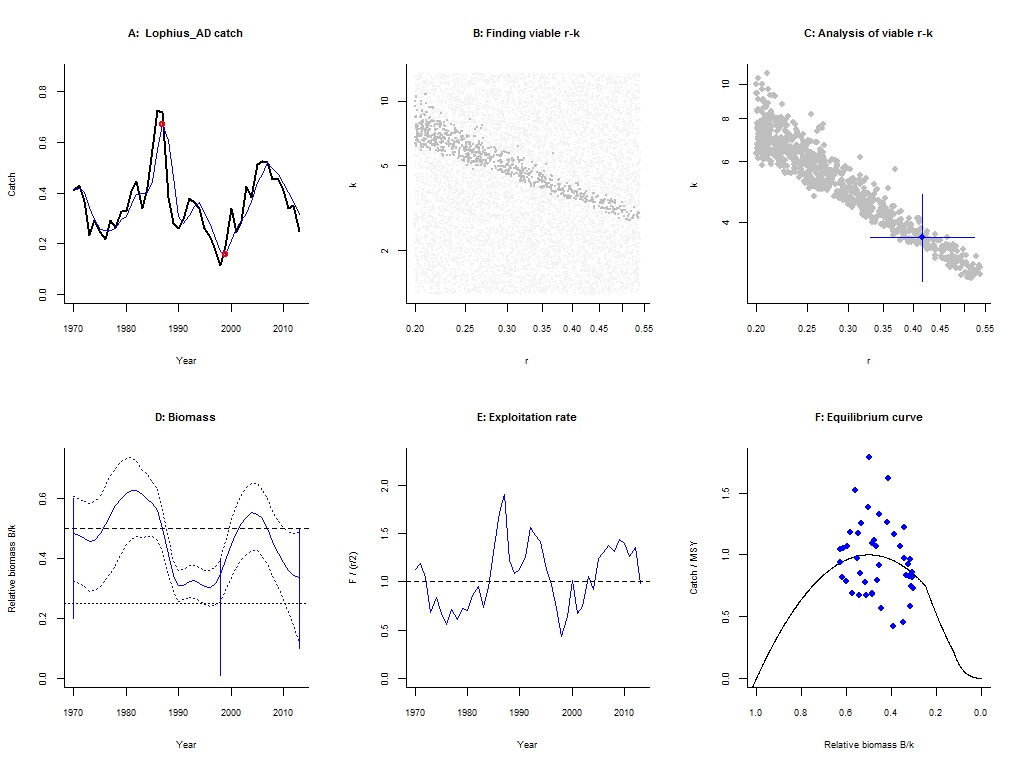 A:  Lophius_AD catch
Catch
0.0 0.2 0.4 0.6 0.8
1970 1980 1990 2000 2010
Year
B: Finding viable r-k
k
2 5 10
0.20 0.25 0.30 0.35 0.40 0.45 0.55
r
C: Analysis of viable r-k
k
4 6 8 10
0.20 0.25 0.30 0.35 0.40 0.45 0.55
r
D: Biomass
Relative biomass B/k
0.0 0.2 0.4 0.6
1970 1980 1990 2000 2010
Year
E: Exploitation rate
F / (r/2)
0.0 0.5 1.0 1.5 2.0
1970 1980 1990 2000 2010
Year
F: Equilibrium curve
Catch / MSY
0.0 0.5 1.0 1.5
1.0 0.8 0.6 0.4 0.2 0.0
Relative biomass B/k